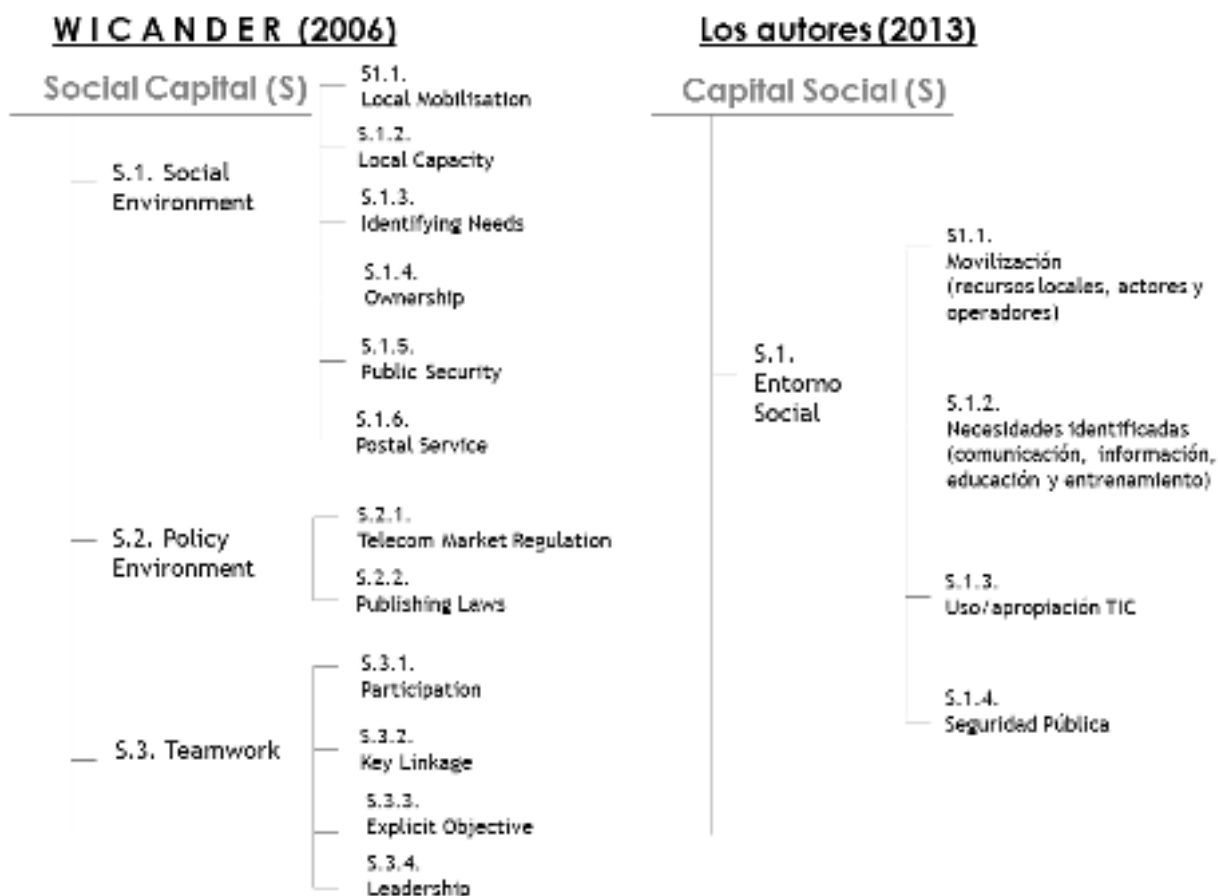 WICANDER (2006)
Social Capital (S)
S1.1.
Local Mobilisation
S.1.2.
Local Capacity
S.1. Social
Environment
S.1.3.
Identifying Needs
S.1.4.
Ownership
S.1.5.
Public Security
S.1.6.
Postal Service
S.2. Policy
Environment
S.2.1.
Telecom Market Regulation
S.2.2.
Publishing Laws
S.3. Teamwork
S.3.1.
Participation
S.3.2.
Key Linkage
S.3.3.
Explicit Objective
S.3.4.
Leadership
Los autores (2013)
Capital Social (S)
S.1.
Entorno
Social
S1.1.
Movilización
(recursos locales, actores y
operadores)
S.1.2.
Necesidades identificadas
(comunicación, información,
educación y entrenamiento)
S.1.3.
Uso/apropiación TIC
S.1.4.
Seguridad Pública